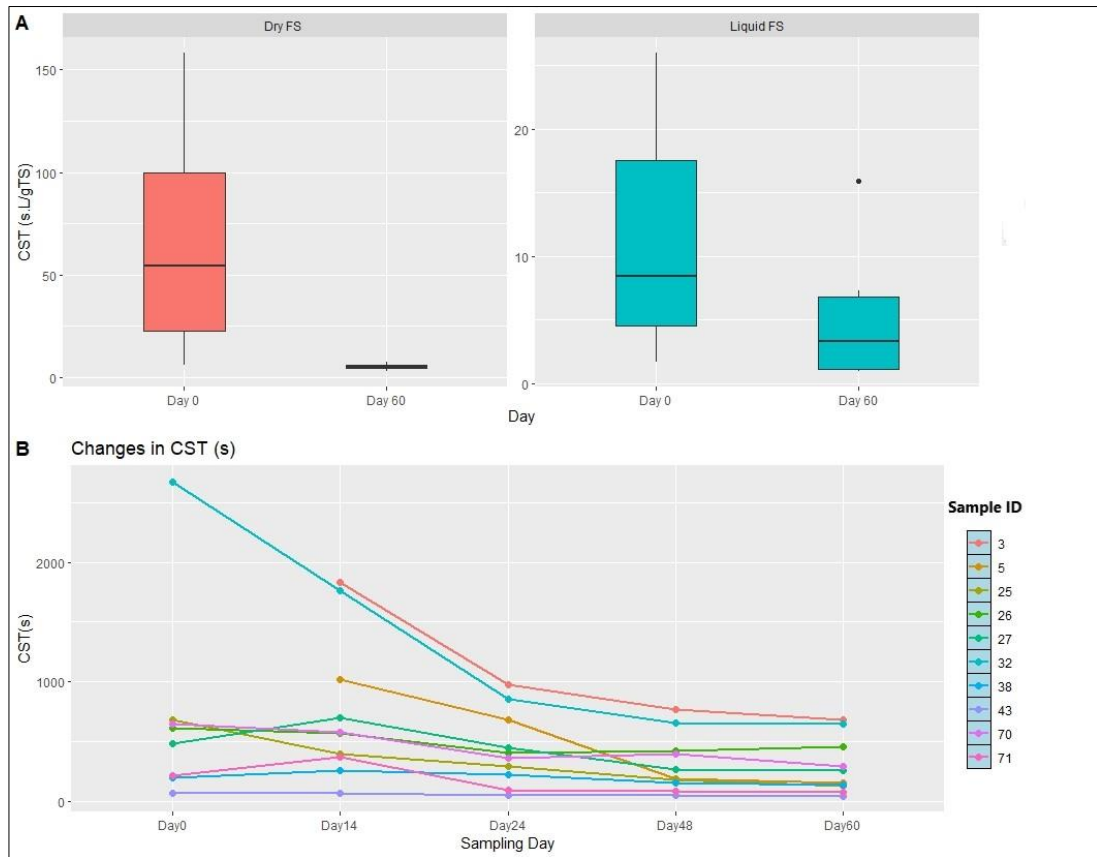 A
Dry FS
Liquid FS
CST (s.L/gTS)
150
100
50
0
20
10
0
Day 0
Day 60
Day 0
Day 60
Day
B
Changes in CST (s)
CST(s)
2000
1000
0
Day0
Day14
Day24
Day48
Day60
Sampling Day
Sample ID
3
5
25
26
27
32
38
43
70
71